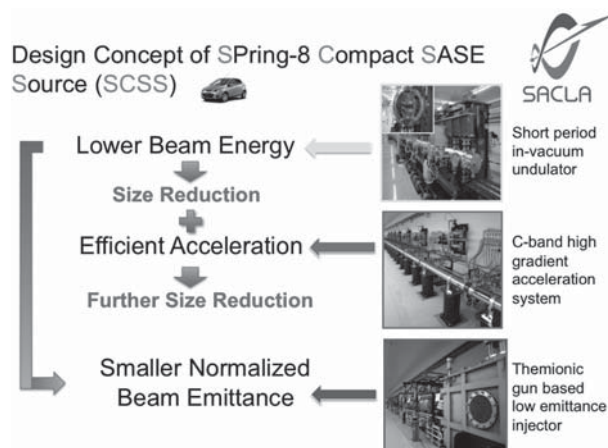 Design Concept of SPring-8 Compact SASE
Source (SCSS)
SACLA
Lower Beam Energy
Short period
in-vacuum
undulator
Size Reduction
Efficient Acceleration
C-band high
gradient
acceleration
system
Further Size Reduction
Smaller Normalized
Beam Emittance
Themionic
gun based
low emittance
injector